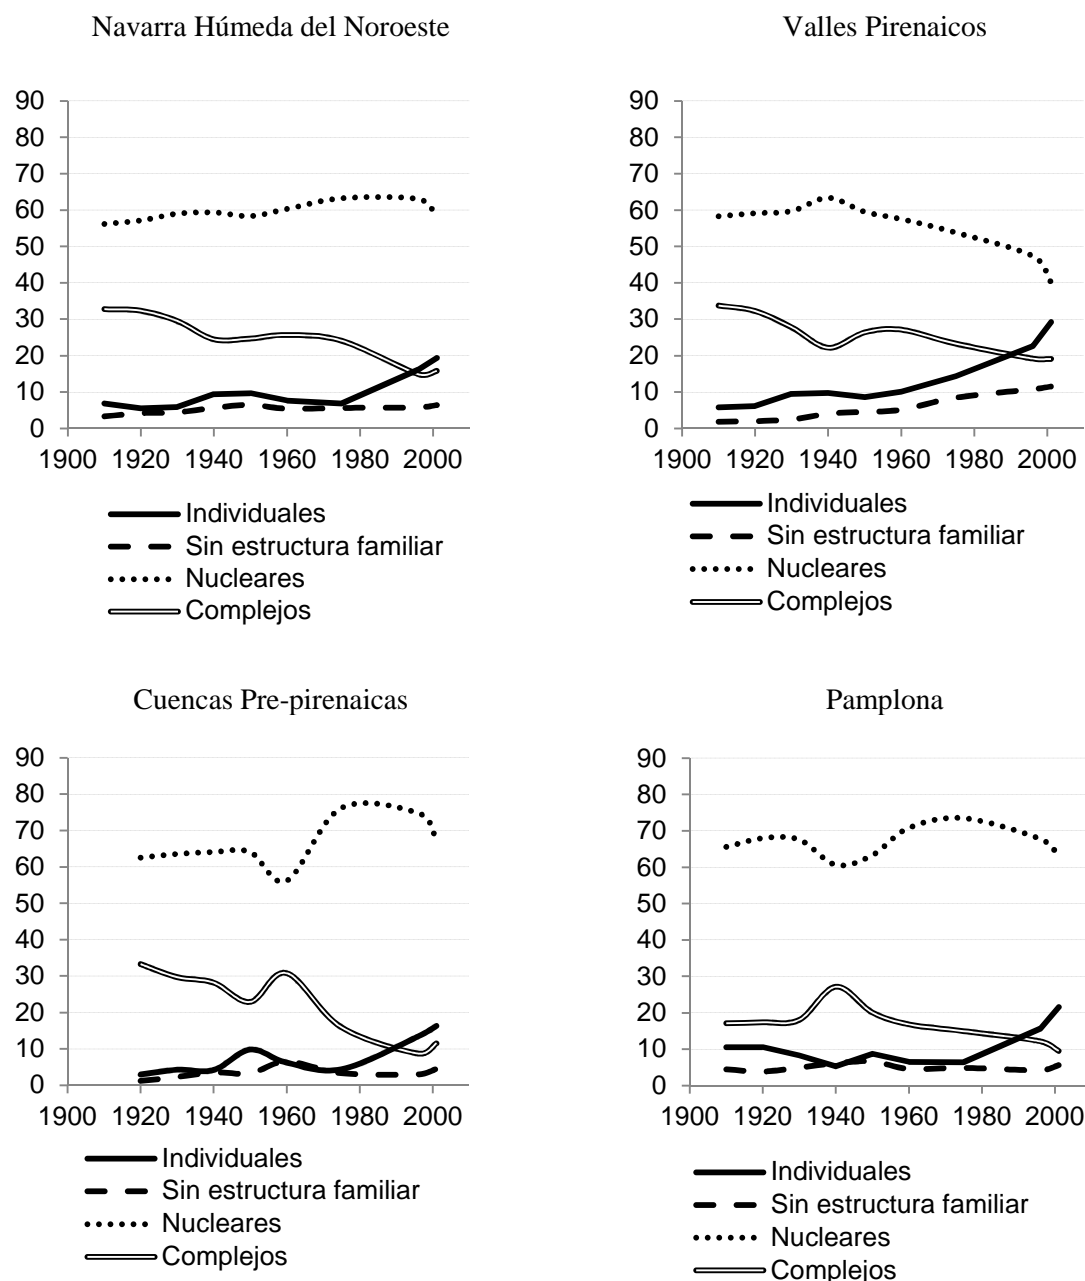 Navarra Húmeda del Noroeste
90
80
70
60
50
40
30
20
10
0
1900 1920 1940 1960 1980 2000
Individuales
Sin estructura familiar
Nucleares
Complejos
Valles Pirenaicos
90
80
70
60
50
40
30
20
10
0
1900 1920 1940 1960 1980 2000
Individuales
Sin estructura familiar
Nucleares
Complejos
Cuencas Pre-pirenaicas
90
80
70
60
50
40
30
20
10
0
1900 1920 1940 1960 1980 2000
Individuales
Sin estructura familiar
Nucleares
Complejos
Pamplona
90
80
70
60
50
40
30
20
10
0
1900 1920 1940 1960 1980 2000
Individuales
Sin estructura familiar
Nucleares
Complejos